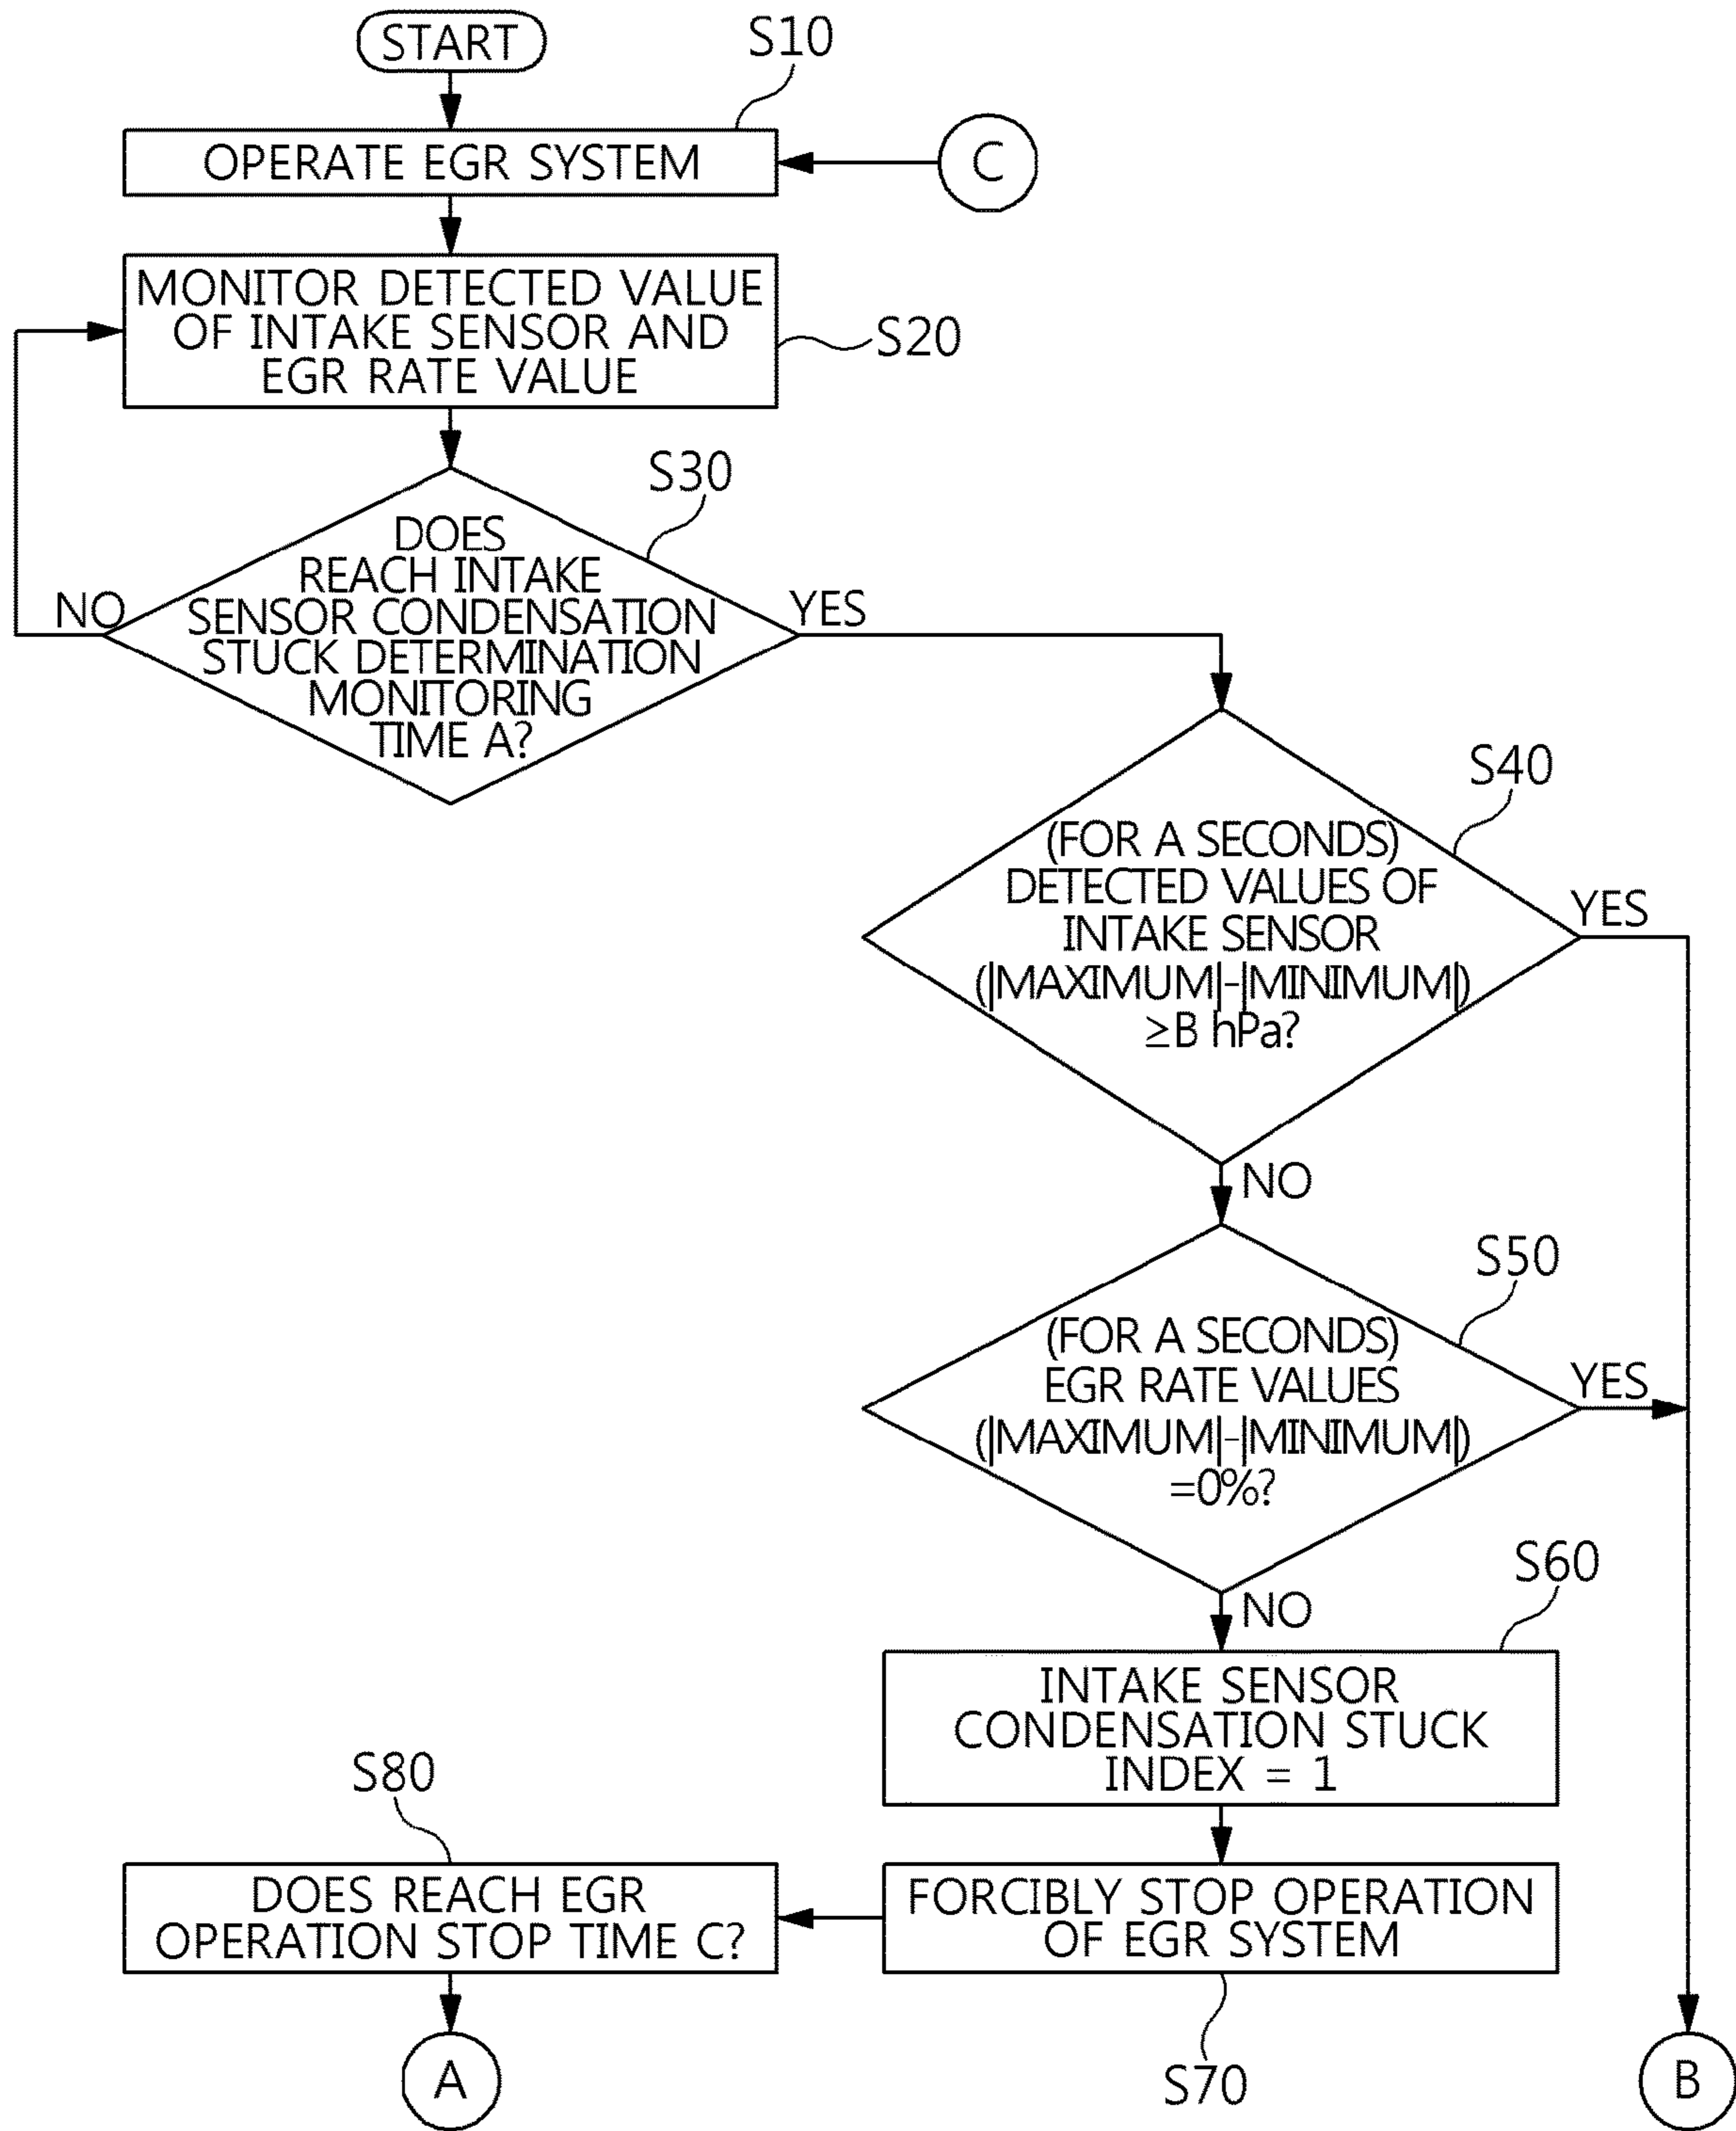 START
S10
OPERATE EGR SYSTEM
C
MONITOR DETECTED VALUE
OF INTAKE SENSOR AND
EGR RATE VALUE
S20
S30
DOES
REACH INTAKE
SENSOR CONDENSATION
STUCK DETERMINATION
MONITORING
TIME A?
NO
YES
S40
(FOR A SECONDS)
DETECTED VALUES OF
INTAKE SENSOR
(|MAXIMUM|-|MINIMUM|)
≥B hPa?
YES
NO
S50
(FOR A SECONDS)
EGR RATE VALUES
(|MAXIMUM|-|MINIMUM|)
=0%?
YES
NO
S60
INTAKE SENSOR
CONDENSATION STUCK
INDEX = 1
S80
DOES REACH EGR
OPERATION STOP TIME C?
FORCIBLY STOP OPERATION
OF EGR SYSTEM
S70
A
B